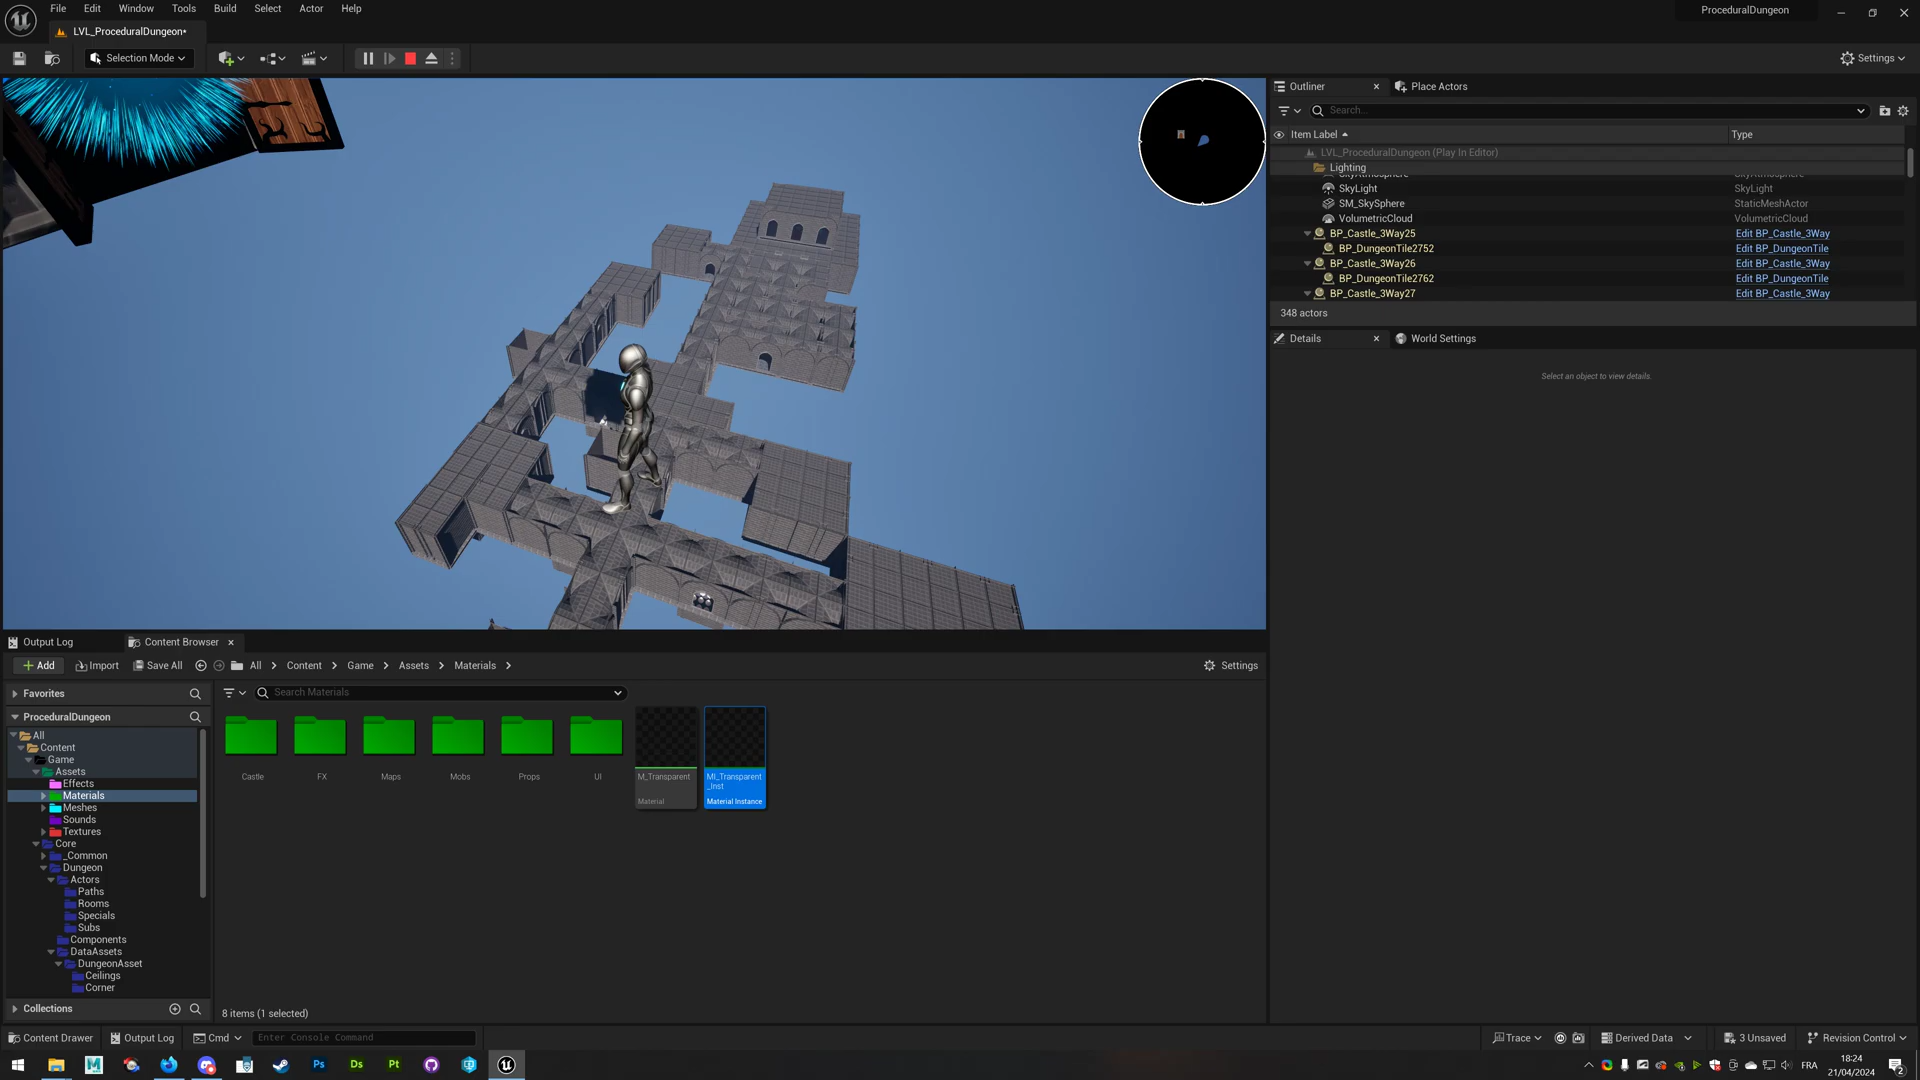 File Edit Window Tools Build Select Actor Help
ProceduralDungeon
LVL_ProceduralDungeon*
Selection Mode
Settings
Outliner
Place Actors
Search...
Item Label
Type
LVL_ProceduralDungeon (Play In Editor)
Lighting
SkyAtmosphere SkyAtmosphere
SkyLight SkyLight
SM_SkySphere StaticMeshActor
VolumetricCloud VolumetricCloud
BP_Castle_3Way25 Edit BP_Castle_3Way
BP_DungeonTile2752 Edit BP_DungeonTile
BP_Castle_3Way26 Edit BP_Castle_3Way
BP_DungeonTile2762 Edit BP_DungeonTile
BP_Castle_3Way27 Edit BP_Castle_3Way
348 actors
Details
World Settings
Select an object to view details.
Output Log
Content Browser
Add
Import
Save All
All > Content > Game > Assets > Materials >
Settings
Favorites
ProceduralDungeon
All
Content
Game
Assets
Effects
Materials
Meshes
Sounds
Textures
Core
_Common
Dungeon
Actors
Paths
Rooms
Specials
Subs
Components
DataAssets
DungeonAsset
Ceilings
Corner
Collections
Search Materials
Castle
FX
Maps
Mobs
Props
UI
M_Transparent
Material
MI_Transparent
_Inst
Material Instance
8 items (1 selected)
Content Drawer
Output Log
Cmd
Enter Console Command
Trace
Derived Data
3 Unsaved
Revision Control
Ps
Ds
Pt
FRA
18:24
21/04/2024
2